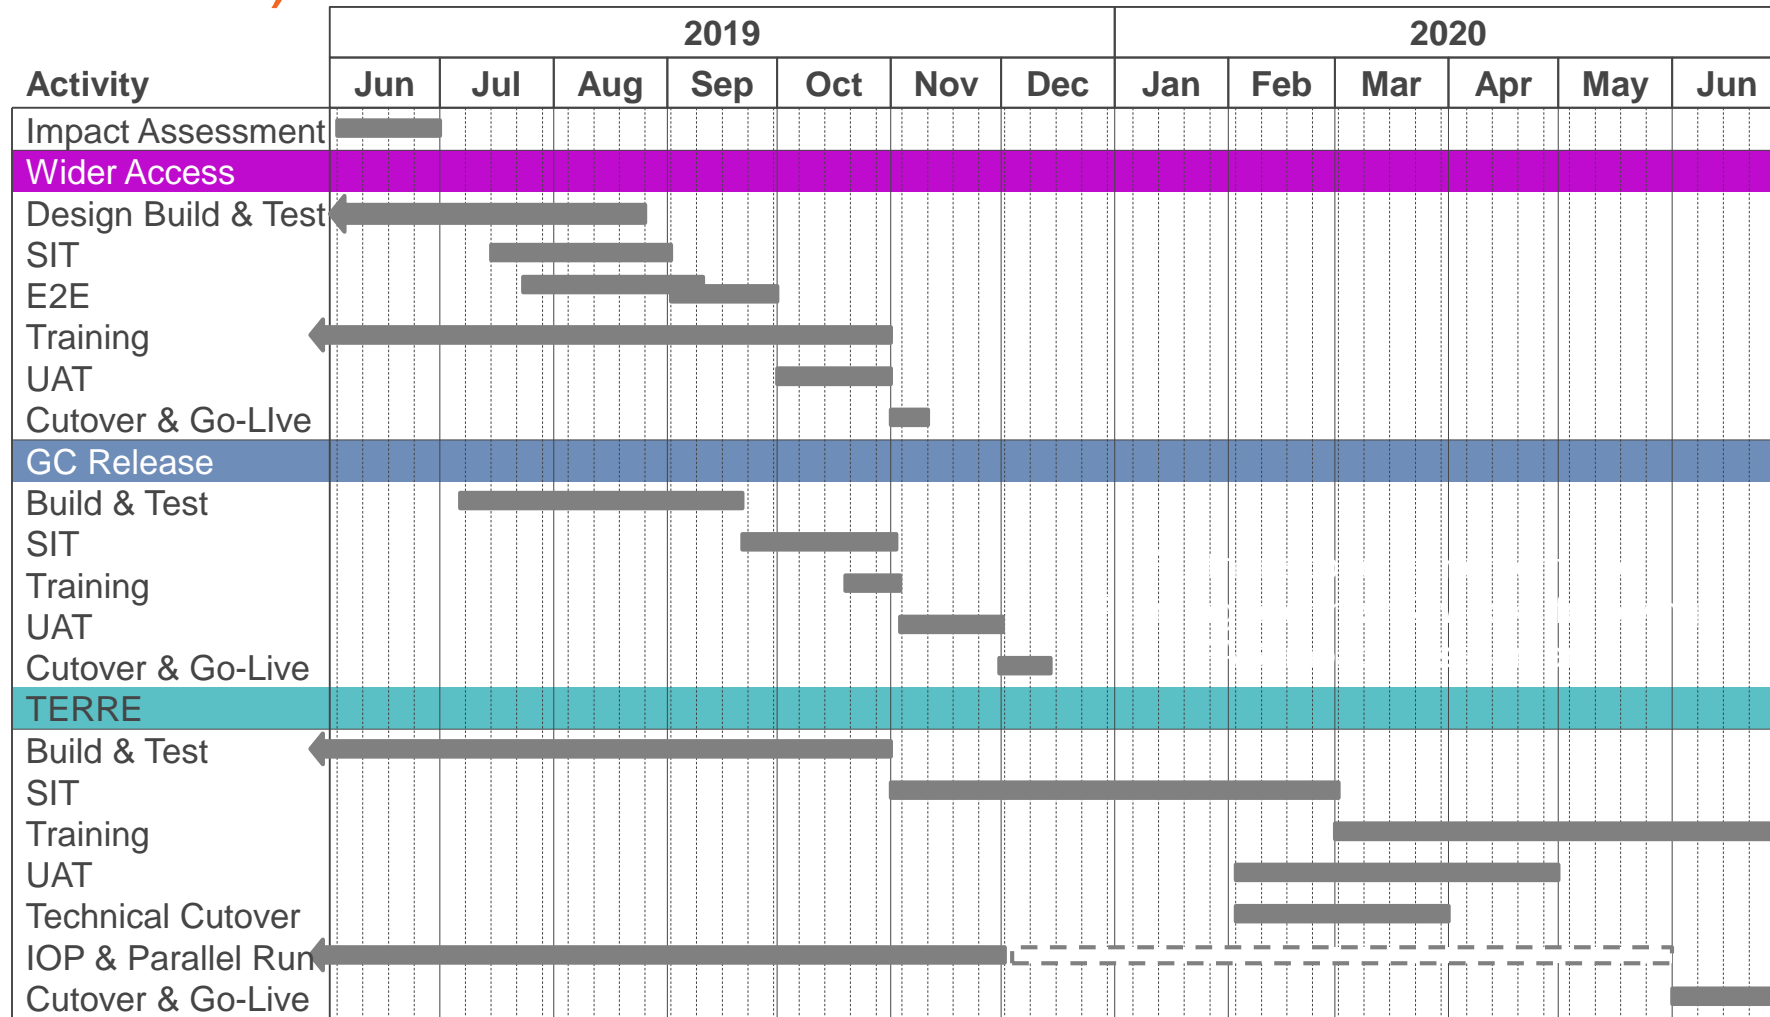 2019 2020
Activity Jun Jul Aug Sep Oct Nov Dec Jan Feb Mar Apr May Jun
Impact Assessment
Wider Access
Design Build & Test
SIT
E2E
Training
UAT
Cutover & Go-LIve
GC Release
Build & Test
SIT
Training
UAT
Cutover & Go-Live
TERRE
Build & Test
SIT
Training
UAT
Technical Cutover
IOP & Parallel Run
Cutover & Go-Live